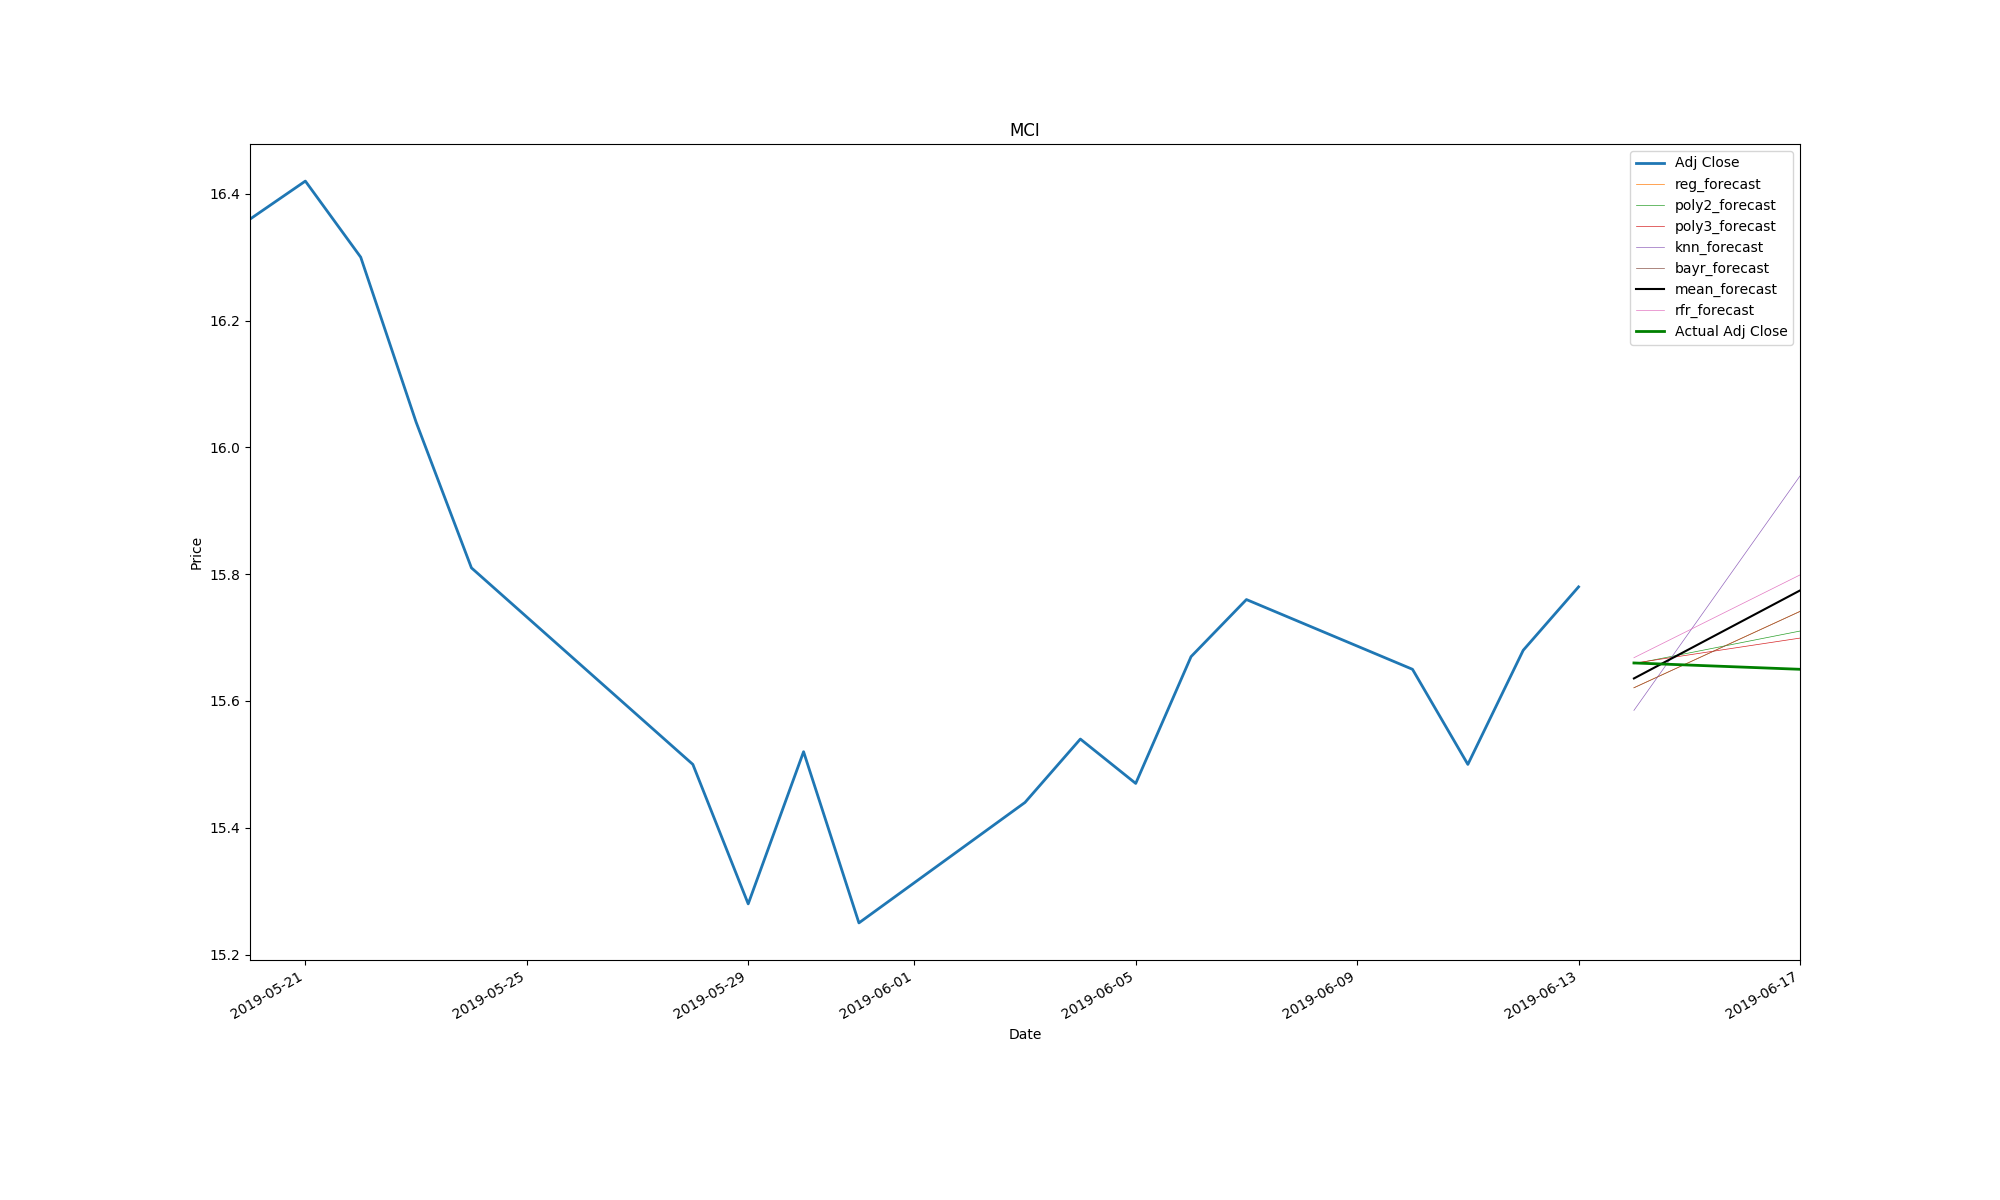 MCI
Adj Close
reg_forecast
poly2_forecast
poly3_forecast
knn_forecast
bayr_forecast
mean_forecast
rfr_forecast
Actual Adj Close
16.4
16.2
16.0
15.8
15.6
15.4
15.2
Price
2019-05-21
2019-05-25
2019-05-29
2019-06-01
2019-06-05
2019-06-09
2019-06-13
2019-06-17
Date